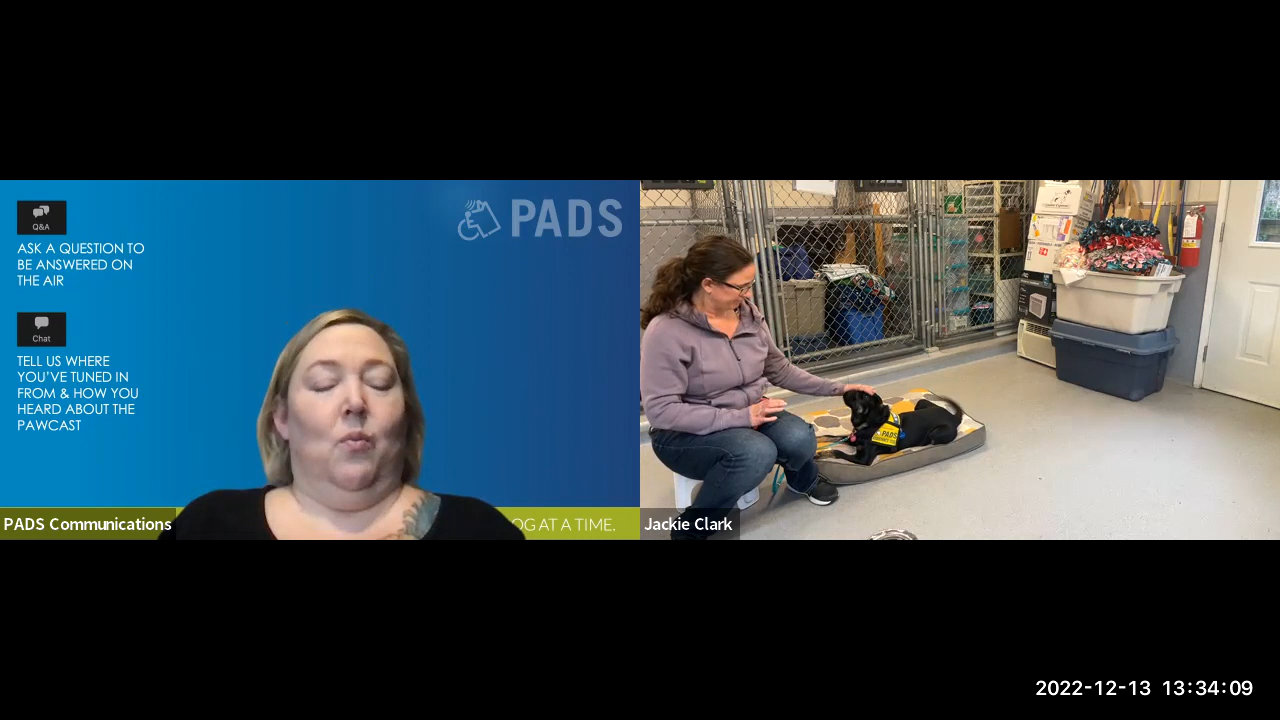 Q&A
ASK A QUESTION TO
BE ANSWERED ON
THE AIR
Chat
TELL US WHERE
YOU'VE TUNED IN
FROM & HOW YOU
HEARD ABOUT THE
PAWCAST
PADS
PADS Communications
OG AT A TIME.
PADS
Jackie Clark
2022-12-13 13:34:09